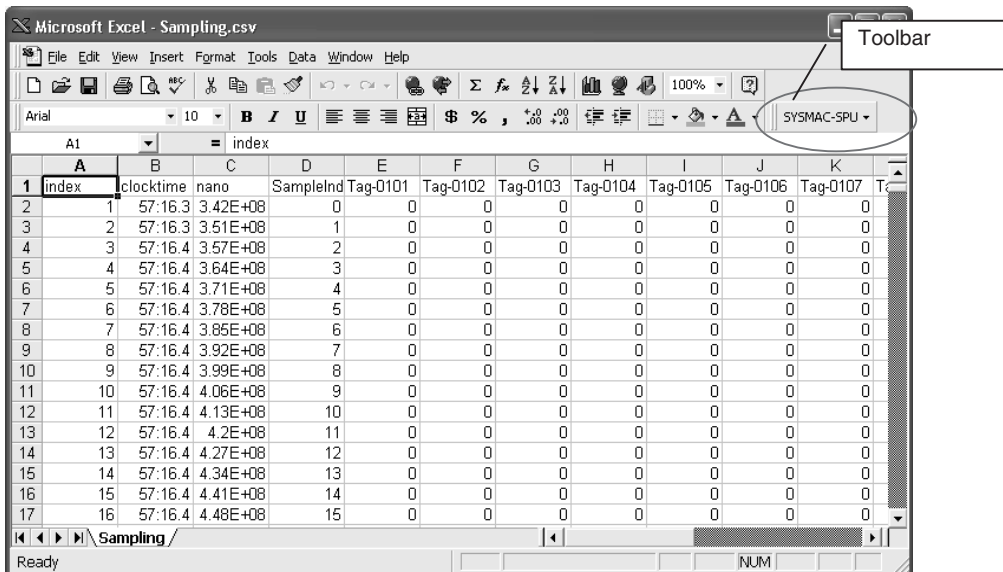 Microsoft Excel - Sampling.csv
Toolbar
File Edit View Insert Format Tools Data Window Help
Σ fx 100%
Arial 10 B I U $ % , SYSMAC-SPU
A1 = index
A B C D E F G H I J K
1 index clocktime nano SampleInd Tag-0101 Tag-0102 Tag-0103 Tag-0104 Tag-0105 Tag-0106 Tag-0107
2 1 57:16.3 3.42E+08 0 0 0 0 0 0 0 0
3 2 57:16.3 3.51E+08 1 0 0 0 0 0 0 0
4 3 57:16.4 3.57E+08 2 0 0 0 0 0 0 0
5 4 57:16.4 3.64E+08 3 0 0 0 0 0 0 0
6 5 57:16.4 3.71E+08 4 0 0 0 0 0 0 0
7 6 57:16.4 3.78E+08 5 0 0 0 0 0 0 0
8 7 57:16.4 3.85E+08 6 0 0 0 0 0 0 0
9 8 57:16.4 3.92E+08 7 0 0 0 0 0 0 0
10 9 57:16.4 3.99E+08 8 0 0 0 0 0 0 0
11 10 57:16.4 4.06E+08 9 0 0 0 0 0 0 0
12 11 57:16.4 4.13E+08 10 0 0 0 0 0 0 0
13 12 57:16.4 4.2E+08 11 0 0 0 0 0 0 0
14 13 57:16.4 4.27E+08 12 0 0 0 0 0 0 0
15 14 57:16.4 4.34E+08 13 0 0 0 0 0 0 0
16 15 57:16.4 4.41E+08 14 0 0 0 0 0 0 0
17 16 57:16.4 4.48E+08 15 0 0 0 0 0 0 0
Sampling
Ready NUM